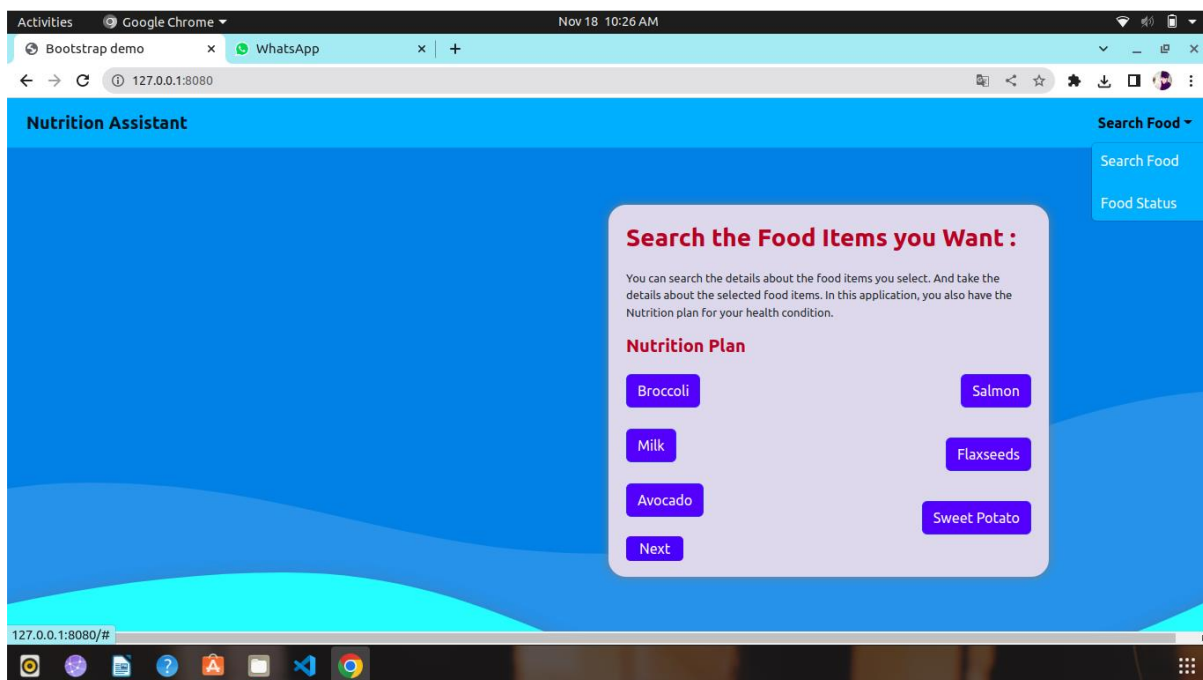 Activities Google Chrome Nov 18 10:26 AM
Bootstrap demo WhatsApp
127.0.0.1:8080
Nutrition Assistant Search Food
Search Food
Food Status
Search the Food Items you Want :
You can search the details about the food items you select. And take the
details about the selected food items. In this application, you also have the
Nutrition plan for your health condition.
Nutrition Plan
Broccoli Salmon
Milk Flaxseeds
Avocado Sweet Potato
Next
127.0.0.1:8080/#